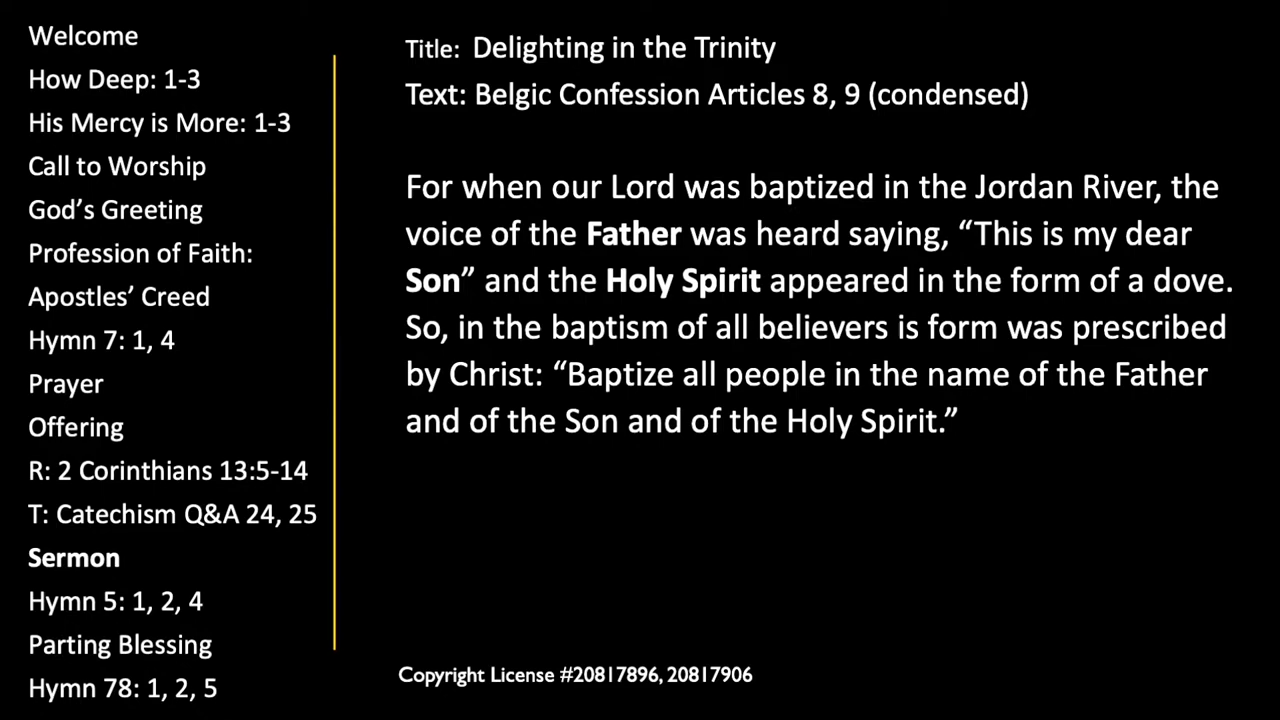 Welcome
How Deep: 1-3
His Mercy is More: 1-3
Call to Worship
God’s Greeting
Profession of Faith:
Apostles’ Creed
Hymn 7: 1, 4
Prayer
Offering
R: 2 Corinthians 13:5-14
T: Catechism Q&A 24, 25
Sermon
Hymn 5: 1, 2, 4
Parting Blessing
Hymn 78: 1, 2, 5
Title: Delighting in the Trinity
Text: Belgic Confession Articles 8, 9 (condensed)
For when our Lord was baptized in the Jordan River, the
voice of the Father was heard saying, “This is my dear
Son” and the Holy Spirit appeared in the form of a dove.
So, in the baptism of all believers is form was prescribed
by Christ: “Baptize all people in the name of the Father
and of the Son and of the Holy Spirit.”
Copyright License #20817896, 20817906